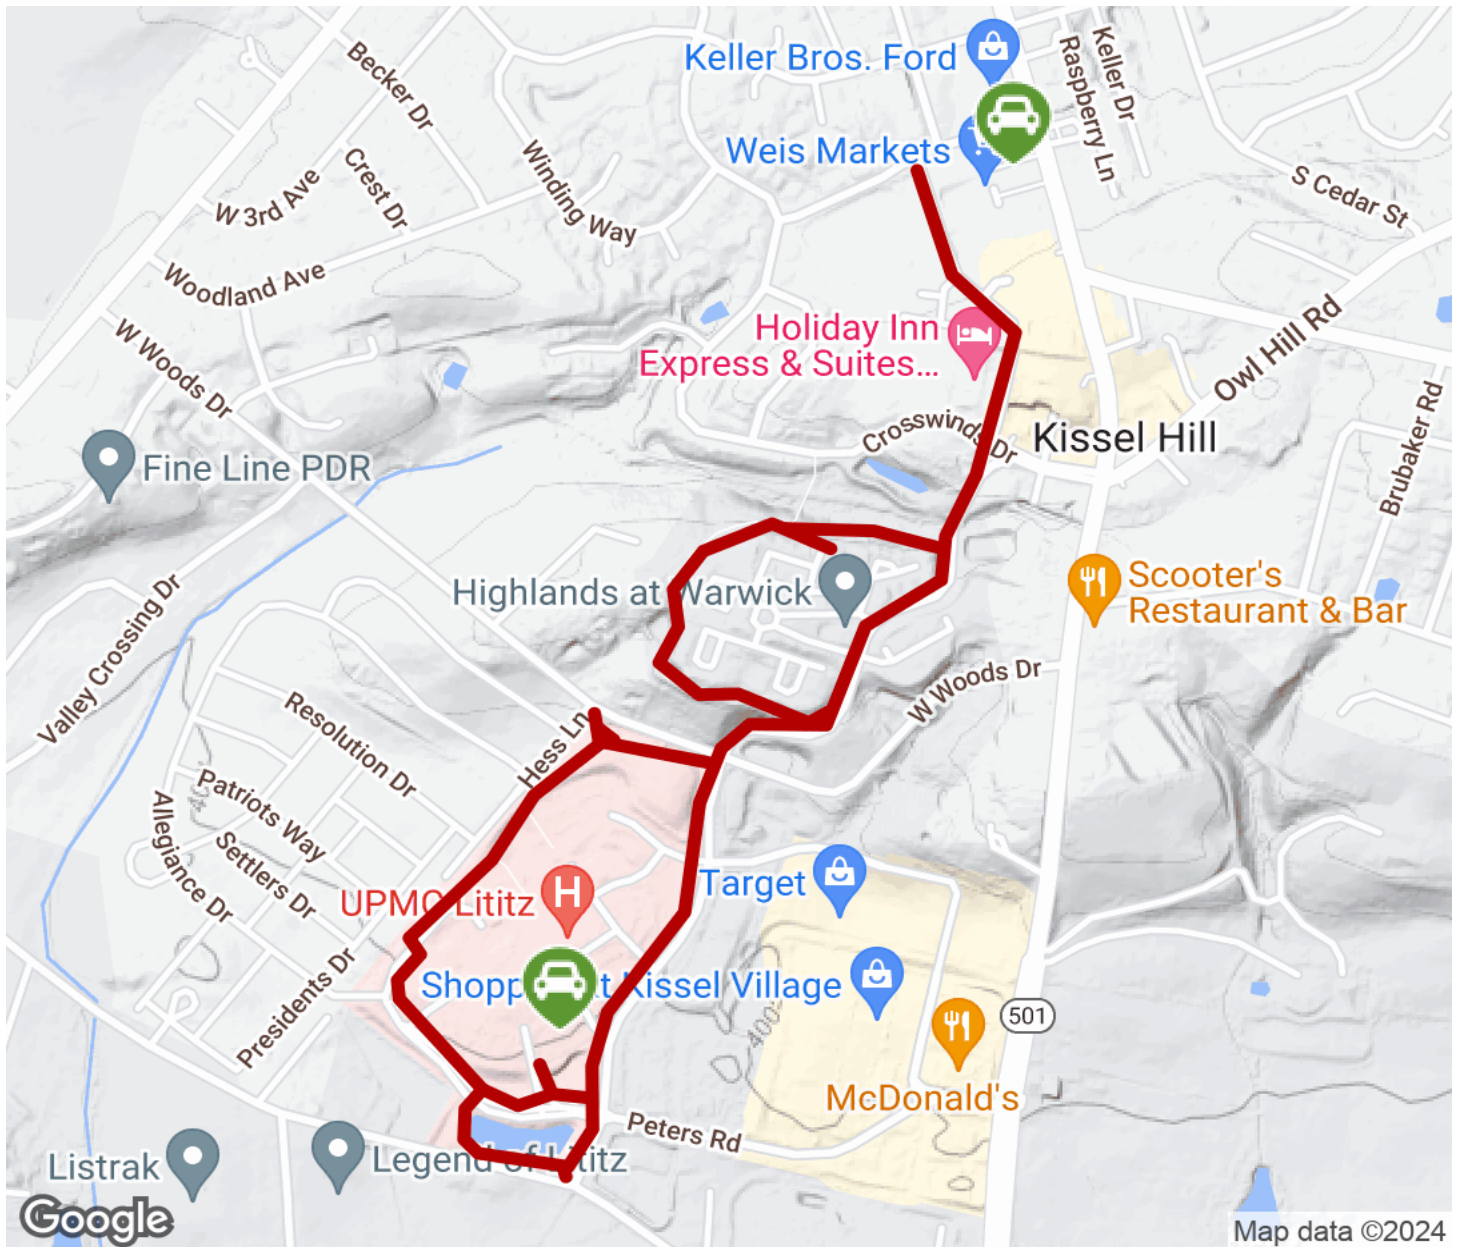 Keller Bros. Ford
Raspberry Ln
Keller Dr
Becker Dr
Weis Markets
W 3rd Ave
Crest Dr
Winding Way
S Cedar St
Woodland Ave
Holiday Inn
Express & Suites...
W Woods Dr
Owl Hill Rd
Crosswinds Dr
Kissel Hill
Brubaker Rd
Fine Line PDR
Highlands at Warwick
Scooter's
Restaurant & Bar
Valley Crossing Dr
W Woods Dr
Resolution Dr
Hess Ln
Patriots Way
Allegiance Dr
Settlers Dr
Target
UPMC Lititz
Presidents Dr
Kissel Village
400
501
McDonald's
Peters Rd
Listrak
Legend of Lititz
Google
Map data ©2024